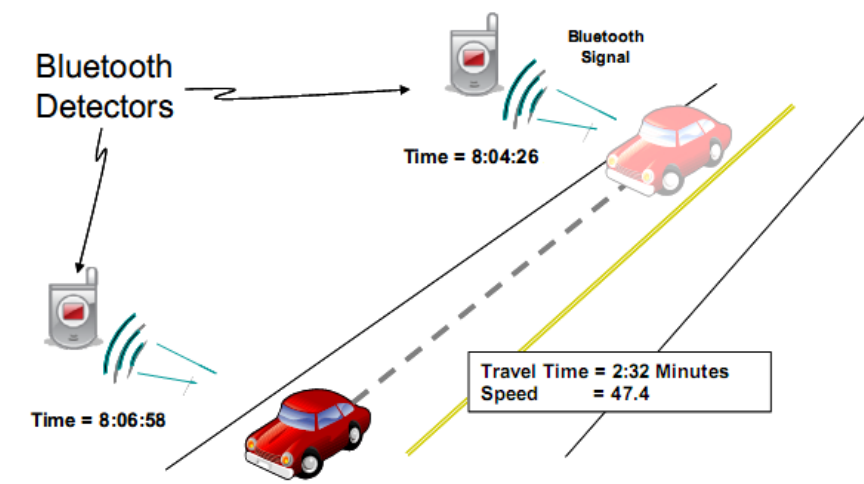 Bluetooth
Detectors
Bluetooth
Signal
Time = 8:04:26
Time = 8:06:58
Travel Time = 2:32 Minutes
Speed = 47.4